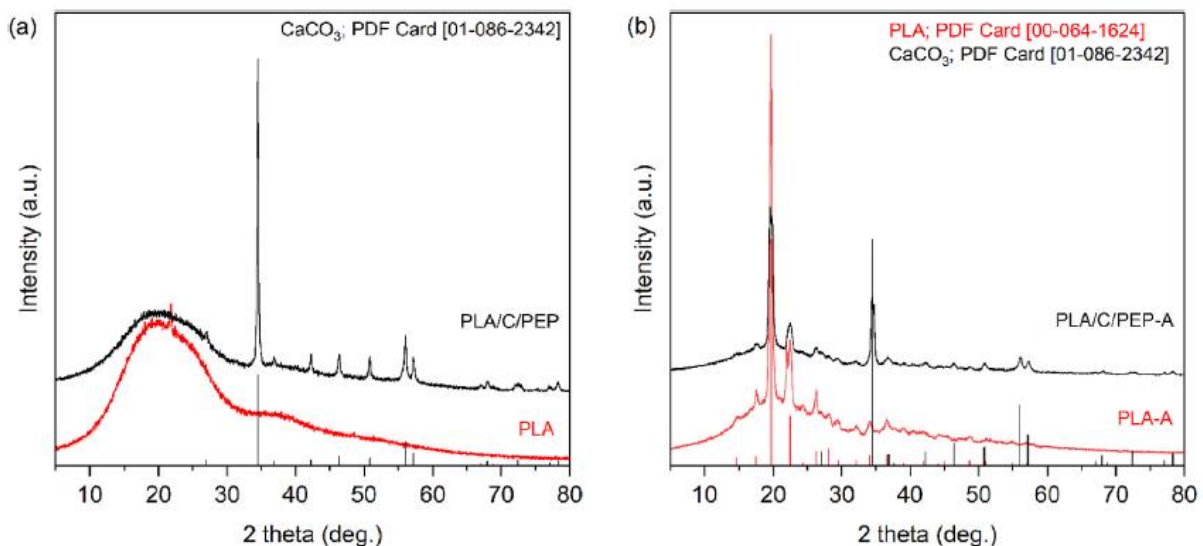 (a)
CaCO₃; PDF Card [01-086-2342]
Intensity (a.u.)
PLA/C/PEP
PLA
10 20 30 40 50 60 70 80
2 theta (deg.)
(b)
PLA; PDF Card [00-064-1624]
CaCO₃; PDF Card [01-086-2342]
Intensity (a.u.)
PLA/C/PEP-A
PLA-A
10 20 30 40 50 60 70 80
2 theta (deg.)